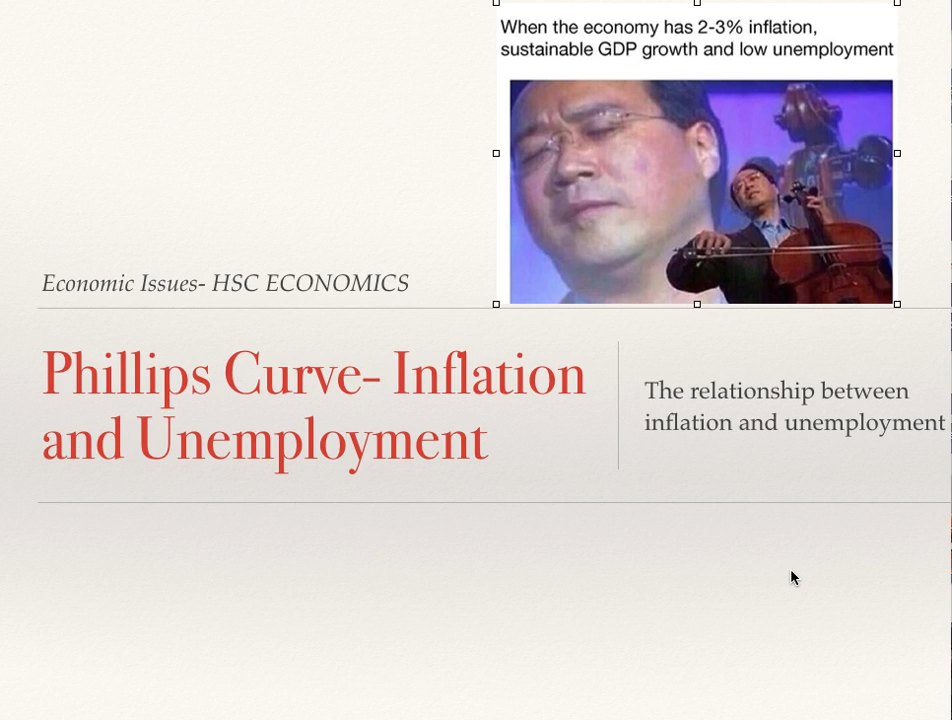 When the economy has 2-3% inflation,
sustainable GDP growth and low unemployment
Economic Issues- HSC ECONOMICS
Phillips Curve- Inflation
and Unemployment
The relationship between
inflation and unemployment